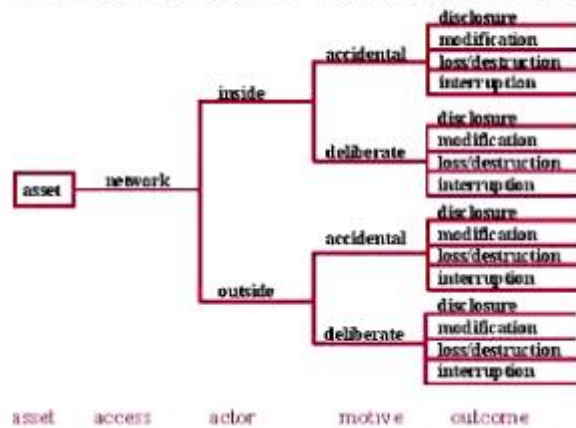 disclosure
modification
accidental
loss/destruction
interruption
inside
disclosure
modification
deliberate
loss/destruction
interruption
asset
network
disclosure
modification
accidental
loss/destruction
interruption
outside
disclosure
modification
deliberate
loss/destruction
interruption
asset access actor motive outcome